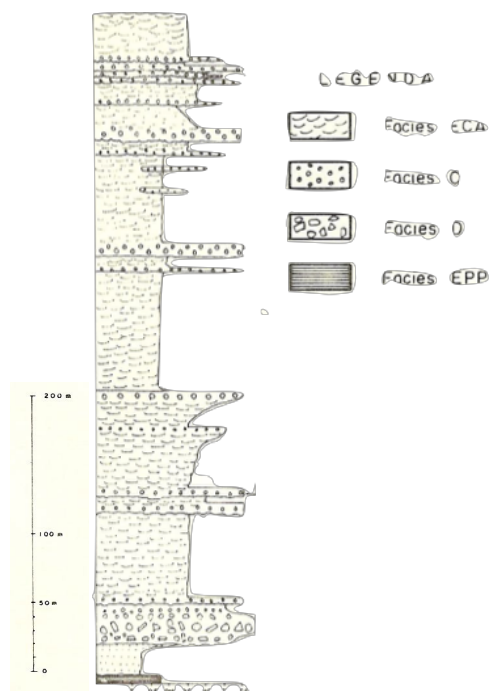 LEGENDA
Facies ECA
Facies O
Facies O
Facies EPP
200 m
100 m
50 m
0